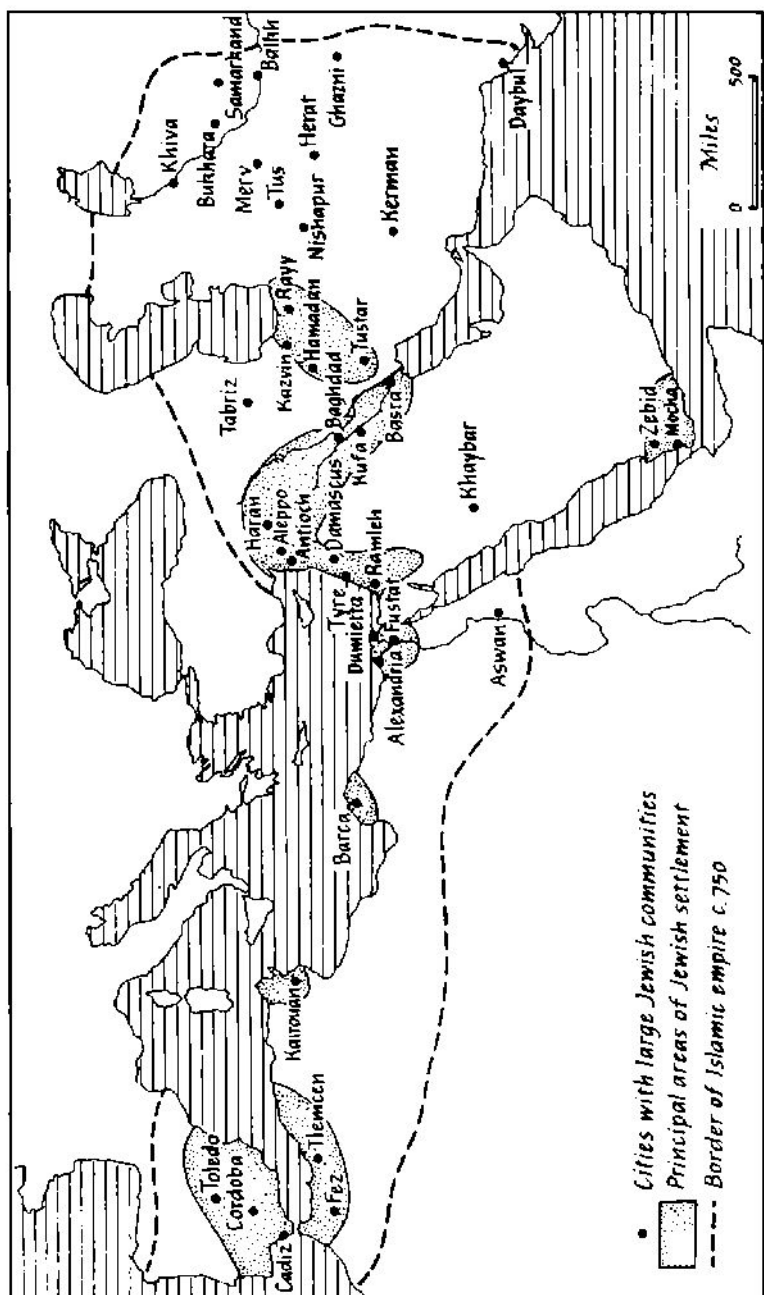 Toledo
Cordoba
Cadiz
Fez
Tlemcen
Kairouan
Barca
Alexandria
Dumietta
Fustat
Aswan
Tyre
Ramleh
Damascus
Antioch
Aleppo
Haran
Baghdad
Kufa
Basra
Khaybar
Zebid
Mocha
Tabriz
Kazvin
Rayy
Hamadan
Tustar
Nishapur
Tus
Merv
Herat
Kerman
Khiva
Bukhara
Samarkand
Balhh
Ghazni
Daybul
Cities with large Jewish communities
Principal areas of Jewish settlement
Border of Islamic empire c.750
Miles
0 500